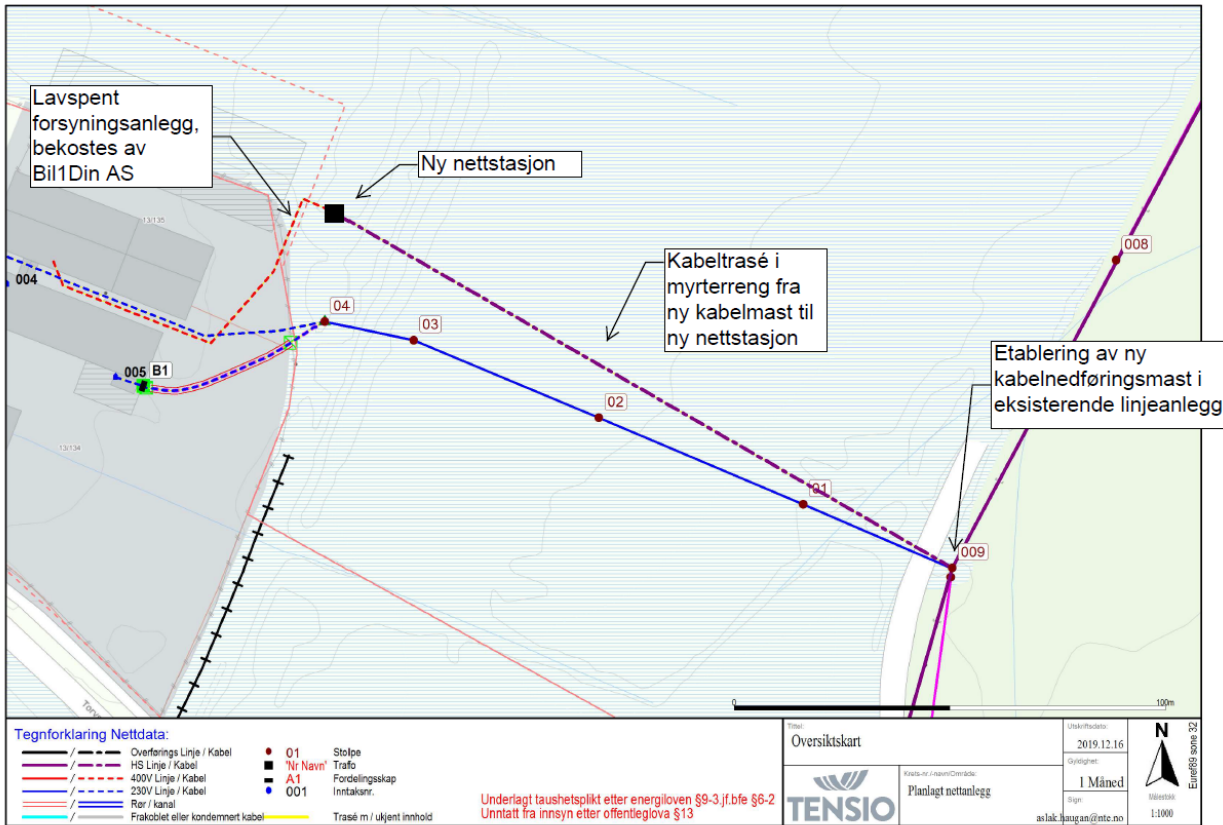 Lavspent
forsyningsanlegg,
bekostes av
Bil1Din AS
Ny nettstasjon
13/135
Kabeltrasé i
myrterreng fra
ny kabelmast til
ny nettstasjon
008
004
04
03
Etablering av ny
kabelnedføringsmast i
eksisterende linjeanlegg
005 B1
02
13/134
01
009
0
100m
Tegnforklaring Nettdata:
/ Overførings Linje / Kabel
/ HS Linje / Kabel
/ 400V Linje / Kabel
/ 230V Linje / Kabel
/ Rør / kanal
/ Frakoblet eller kondemnert kabel
01 Stolpe
'Nr Navn' Trafo
A1 Fordelingsskap
001 Inntaksnr.
Trasé m / ukjent innhold
Underlagt taushetsplikt etter energiloven §9-3.jf.bfe §6-2
Unntatt fra innsyn etter offentleglova §13
Tittel:
Oversiktskart
TENSIO
Krets-nr./-navn/Område:
Planlagt nettanlegg
Utskriftsdato:
2019.12.16
Gyldighet:
1 Måned
Sign:
aslak.haugan@nte.no
N
Målestokk
1:1000
Euref89 sone 32